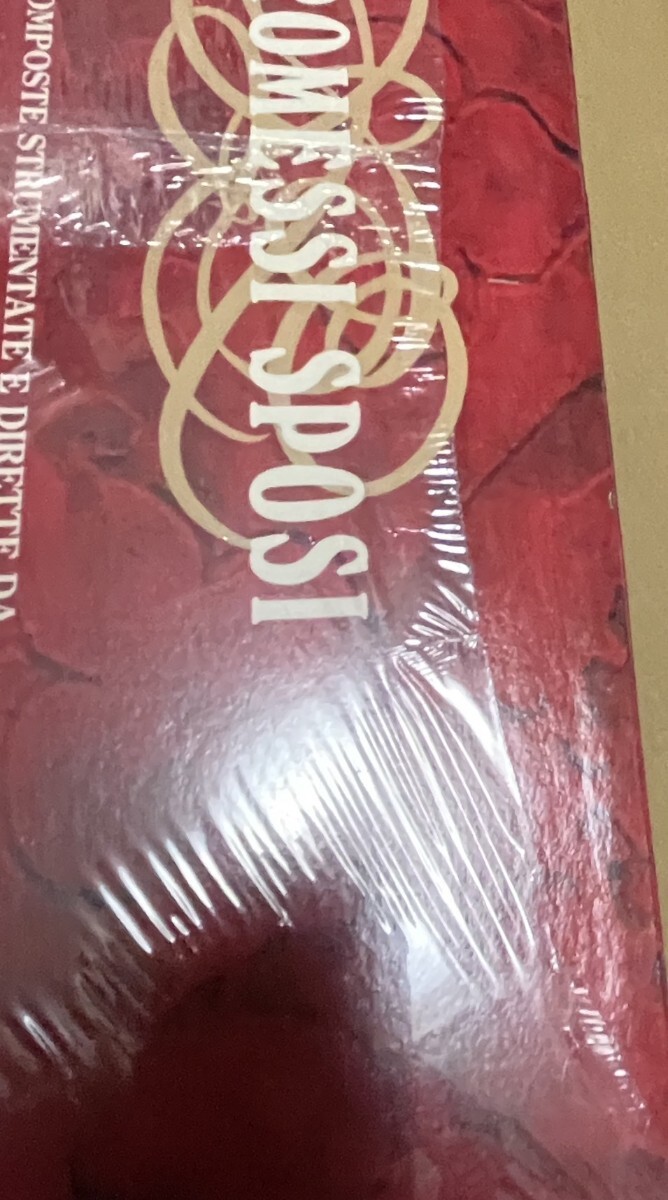 OMESSI SPOSI
OMPOSTE STRUMENTATE E DIRETTE DA